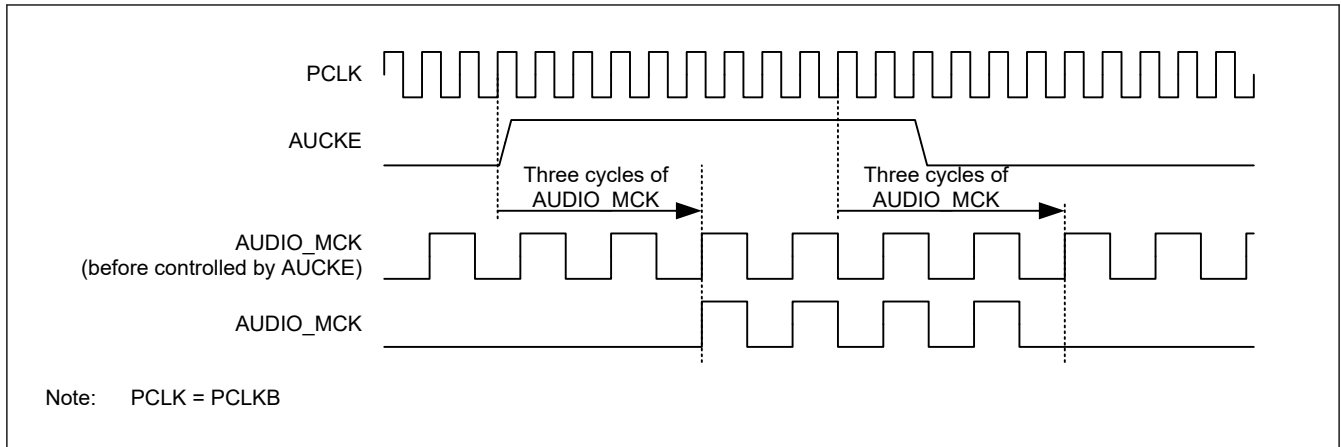 PCLK
AUCKE
Three cycles of
AUDIO_MCK
Three cycles of
AUDIO_MCK
AUDIO_MCK
(before controlled by AUCKE)
AUDIO_MCK
Note: PCLK = PCLKB